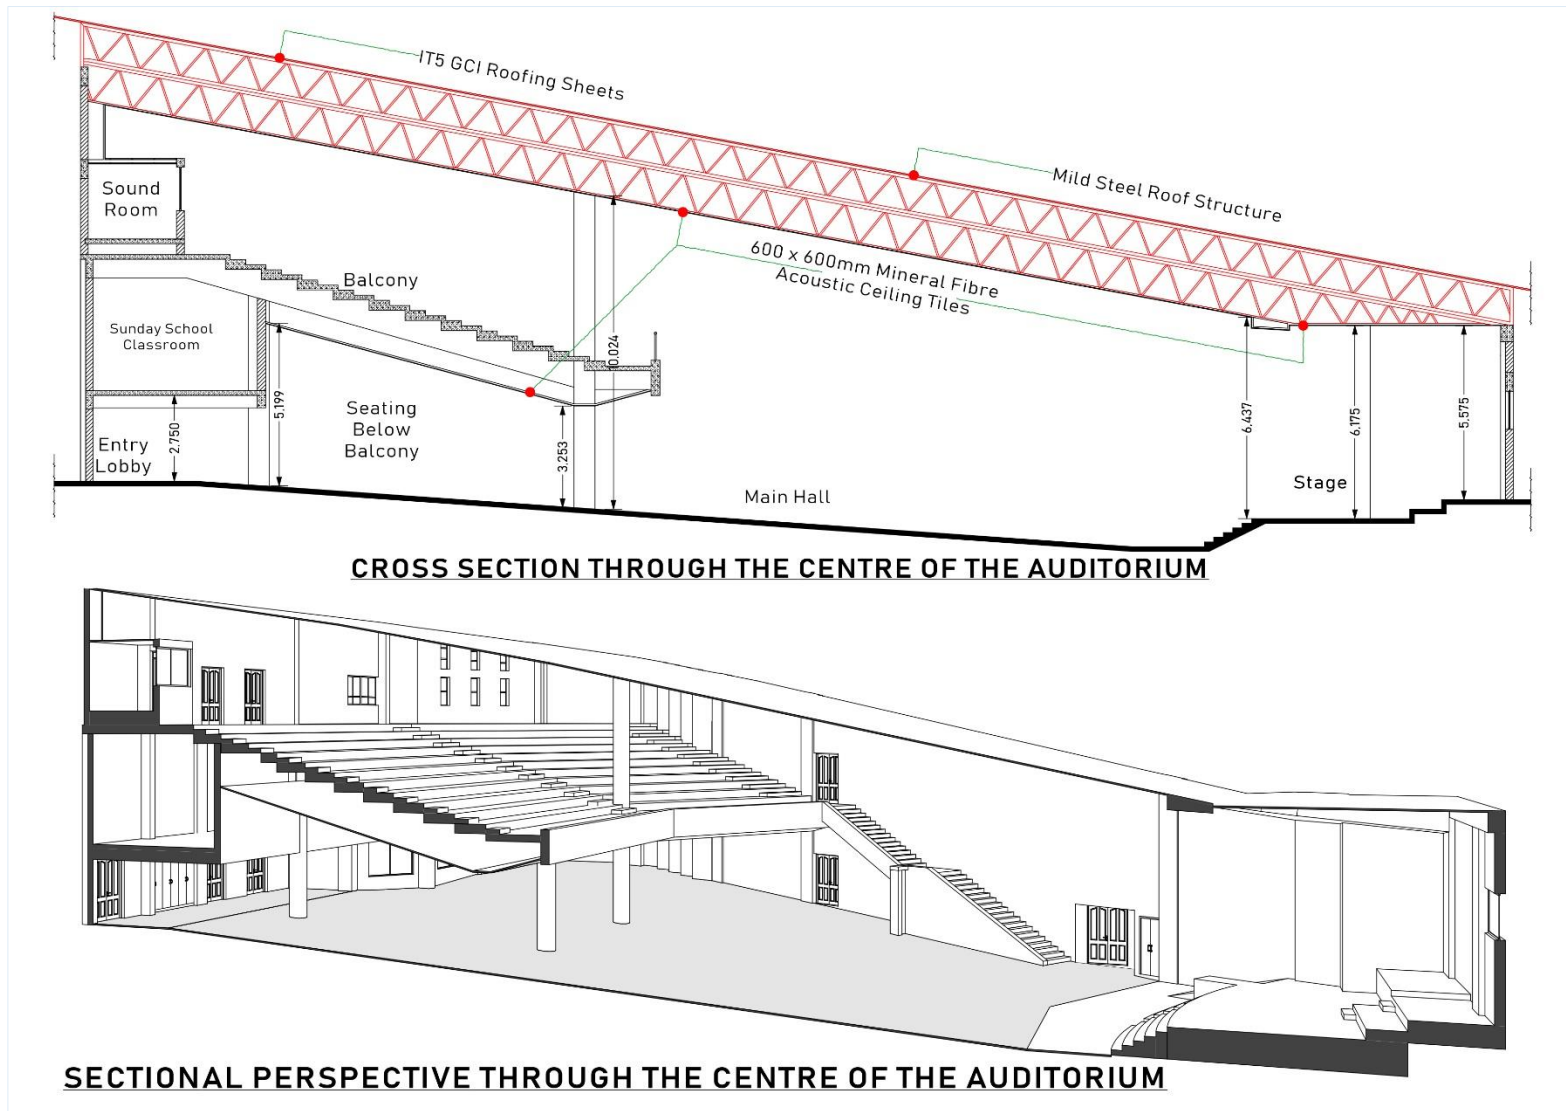 IT5 GCI Roofing Sheets
Mild Steel Roof Structure
Sound
Room
600 x 600mm Mineral Fibre
Acoustic Ceiling Tiles
Balcony
Sunday School
Classroom
10.024
5.199
Seating
Below
Balcony
2.750
Entry
Lobby
3.253
6.437
6.175
5.575
Main Hall
Stage
CROSS SECTION THROUGH THE CENTRE OF THE AUDITORIUM
SECTIONAL PERSPECTIVE THROUGH THE CENTRE OF THE AUDITORIUM